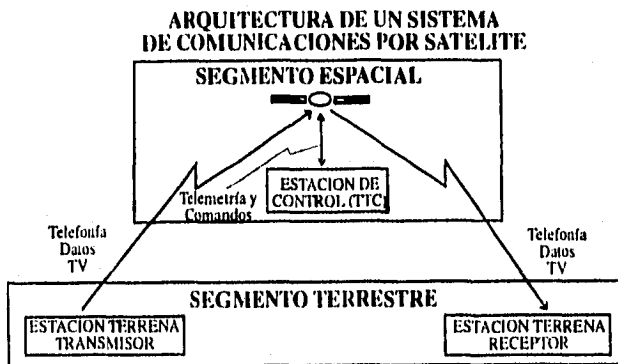 ARQUITECTURA DE UN SISTEMA
DE COMUNICACIONES POR SATELITE
SEGMENTO ESPACIAL
ESTACION DE
CONTROL (TTC)
Telemetría y
Comandos
Telefonía
Datos
TV
Telefonía
Datos
TV
SEGMENTO TERRESTRE
ESTACION TERRENA
TRANSMISOR
ESTACION TERRENA
RECEPTOR